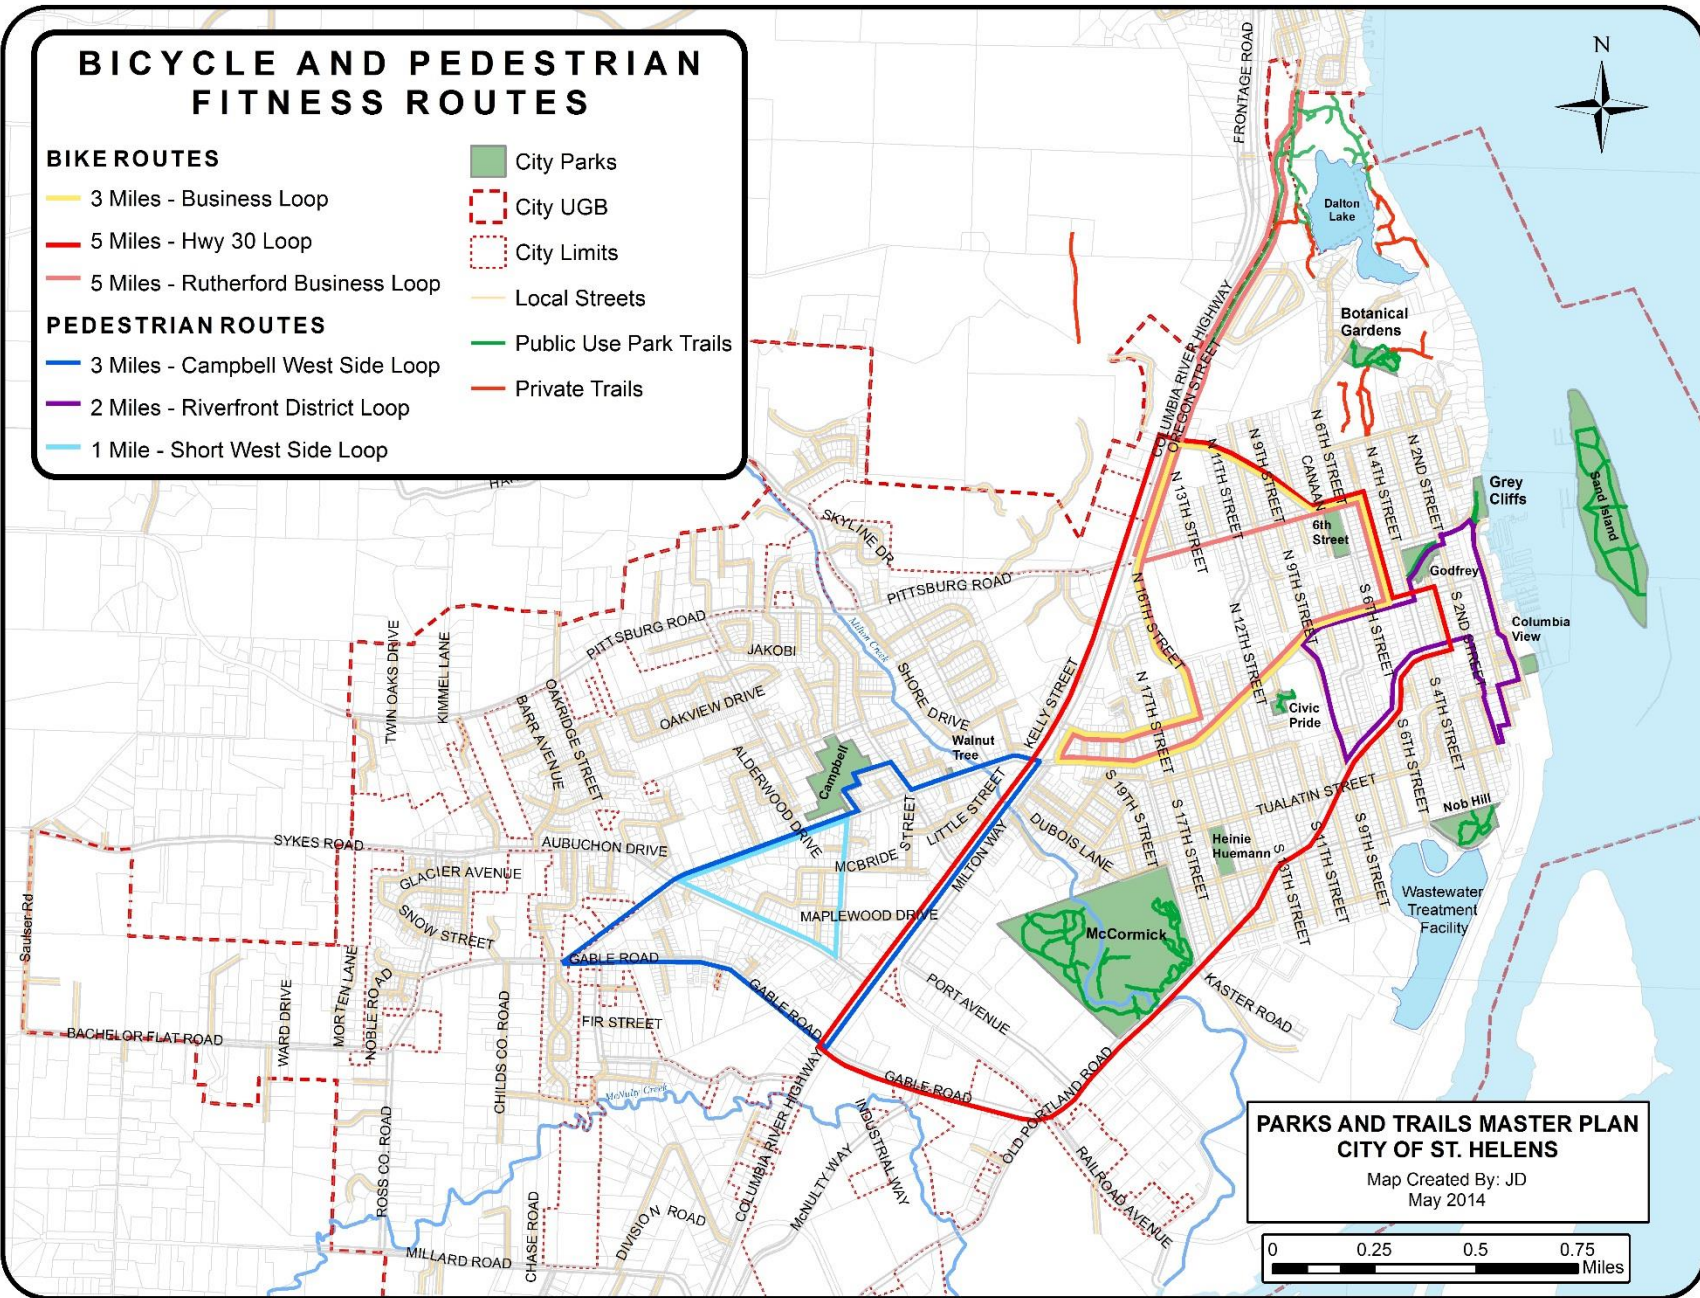 BICYCLE AND PEDESTRIAN
FITNESS ROUTES
BIKE ROUTES
3 Miles - Business Loop
5 Miles - Hwy 30 Loop
5 Miles - Rutherford Business Loop
PEDESTRIAN ROUTES
3 Miles - Campbell West Side Loop
2 Miles - Riverfront District Loop
1 Mile - Short West Side Loop
City Parks
City UGB
City Limits
Local Streets
Public Use Park Trails
Private Trails
N
FRONTAGE ROAD
Dalton
Lake
COLUMBIA RIVER HIGHWAY
OREGON STREET
Botanical
Gardens
N 6TH STREET
CANAAN
N 4TH STREET
N 2ND STREET
N 9TH STREET
N 11TH STREET
N 13TH STREET
Grey
Cliffs
Sand Island
6th
Street
Godfrey
SKYLINE DR.
PITTSBURG ROAD
PITTSBURG ROAD
Milton Creek
N 16TH STREET
N 12TH STREET
N 9TH STREET
S 6TH STREET
S 2ND STREET
Columbia
View
TWIN OAKS DRIVE
KIMMEL LANE
JAKOBI
OAKVIEW DRIVE
OAKRIDGE STREET
BARR AVENUE
SHORE DRIVE
KELLY STREET
N 17TH STREET
Civic
Pride
S 4TH STREET
S 6TH STREET
Walnut
Tree
Campbell
ALDERWOOD DRIVE
STREET
LITTLE STREET
MILTON WAY
DUBOIS LANE
S 19TH STREET
S 17TH STREET
TUALATIN STREET
Nob Hill
SYKES ROAD
AUBUCHON DRIVE
MCBRIDE
Heinie
Huemann
S 13TH STREET
S 11TH STREET
S 9TH STREET
GLACIER AVENUE
SNOW STREET
MAPLEWOOD DRIVE
Wastewater
Treatment
Facility
McCormick
Saulser Rd
GABLE ROAD
GABLE ROAD
GABLE ROAD
PORT AVENUE
KASTER ROAD
BACHELOR FLAT ROAD
WARD DRIVE
MORTEN LANE
NOBLE ROAD
CHILDS CO. ROAD
FIR STREET
McNulty Creek
COLUMBIA RIVER HIGHWAY
INDUSTRIAL WAY
MCNULTY WAY
OLD PORTLAND ROAD
RAILROAD AVENUE
ROSS CO. ROAD
CHASE ROAD
DIVISION ROAD
MILLARD ROAD
PARKS AND TRAILS MASTER PLAN
CITY OF ST. HELENS
Map Created By: JD
May 2014
0 0.25 0.5 0.75
Miles